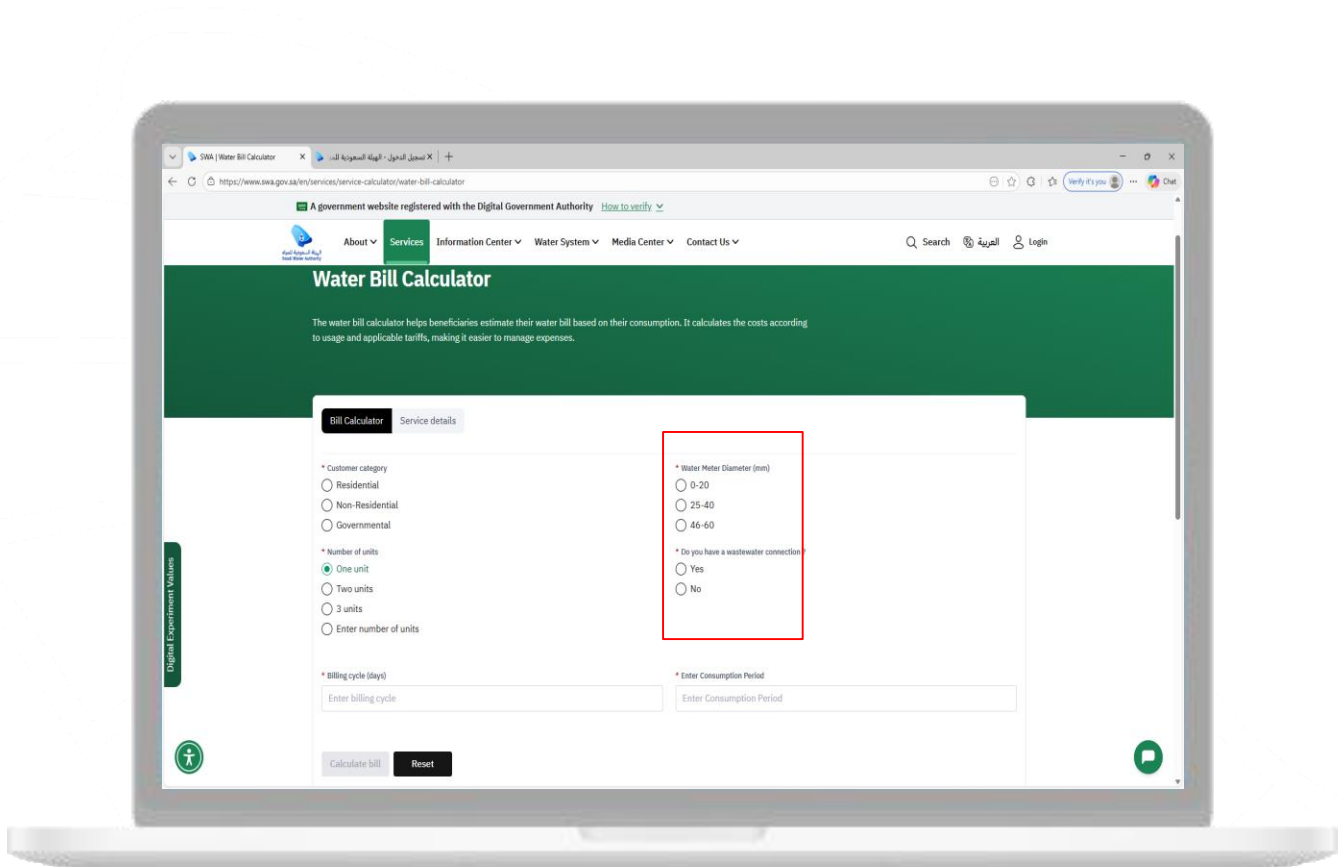 SWA | Water Bill Calculator
تسجيل الدخول - الهيئة السعودية للمـ...
https://www.swa.gov.sa/en/services/service-calculator/water-bill-calculator
Verify it's you
Chat
A government website registered with the Digital Government Authority How to verify
الهيئة السعودية للمياه
Saudi Water Authority
About Services Information Center Water System Media Center Contact Us Search العربية Login
Water Bill Calculator
The water bill calculator helps beneficiaries estimate their water bill based on their consumption. It calculates the costs according
to usage and applicable tariffs, making it easier to manage expenses.
Bill Calculator Service details
* Customer category
Residential
Non-Residential
Governmental
* Water Meter Diameter (mm)
0-20
25-40
46-60
* Number of units
One unit
Two units
3 units
Enter number of units
* Do you have a wastewater connection ?
Yes
No
* Billing cycle (days)
Enter billing cycle
* Enter Consumption Period
Enter Consumption Period
Calculate bill Reset
Digital Experiment Values